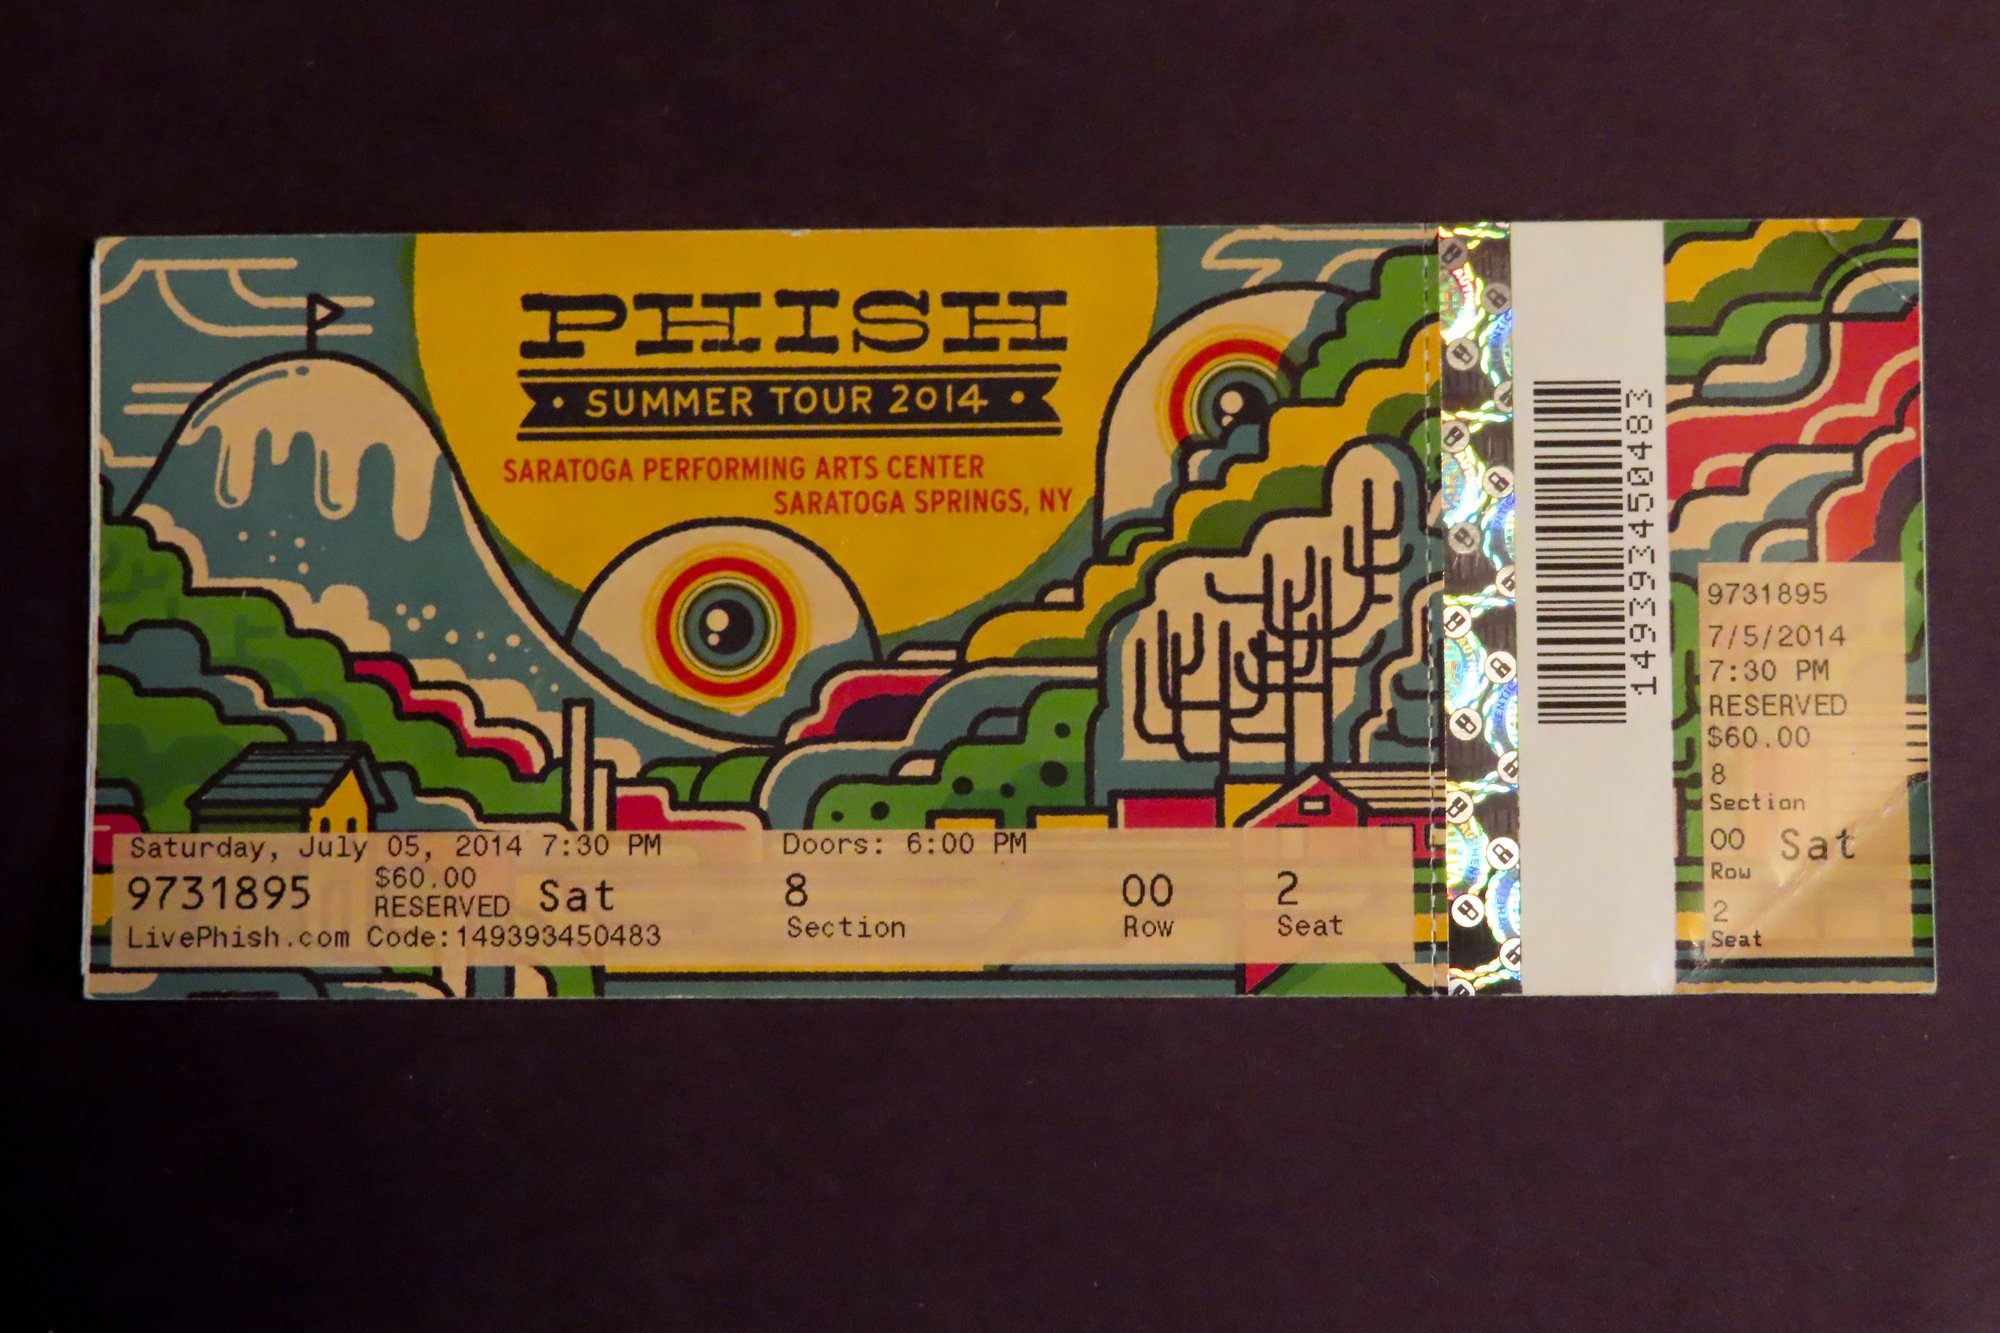 PHISH
• SUMMER TOUR 2014 •
SARATOGA PERFORMING ARTS CENTER
SARATOGA SPRINGS, NY
Saturday, July 05, 2014 7:30 PM Doors: 6:00 PM
9731895 $60.00 RESERVED Sat 8 Section 00 Row 2 Seat
LivePhish.com Code:149393450483
149393450483
9731895
7/5/2014
7:30 PM
RESERVED
$60.00
8
Section
00 Sat
Row
2
Seat